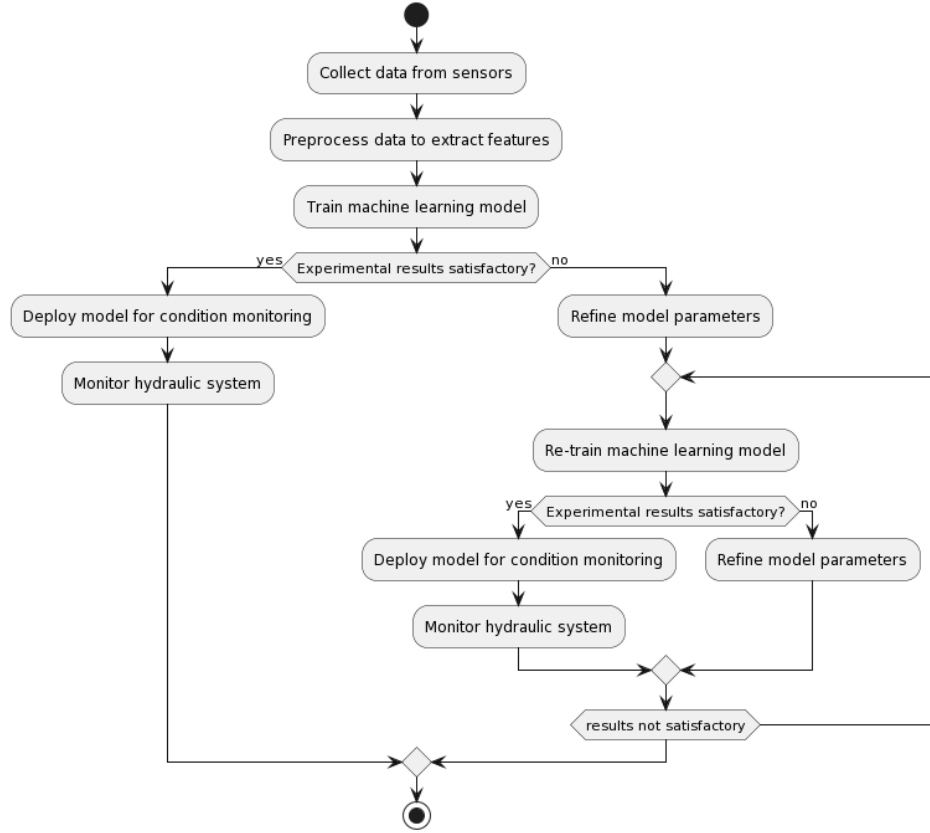 Collect data from sensors
Preprocess data to extract features
Train machine learning model
yes
Experimental results satisfactory?
no
Deploy model for condition monitoring
Refine model parameters
Monitor hydraulic system
Re-train machine learning model
yes
Experimental results satisfactory?
no
Deploy model for condition monitoring
Refine model parameters
Monitor hydraulic system
results not satisfactory